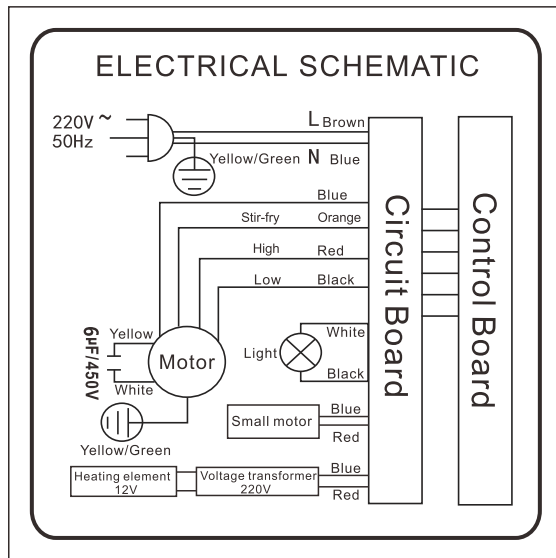 ELECTRICAL SCHEMATIC
220V ~
50Hz
L Brown
Yellow/Green N Blue
Blue
Stir-fry Orange
High Red
Low Black
Circuit Board
Control Board
6µF/450V
Yellow
White
Motor
Yellow/Green
Light
White
Black
Small motor
Blue
Red
Heating element
12V
Voltage transformer
220V
Blue
Red